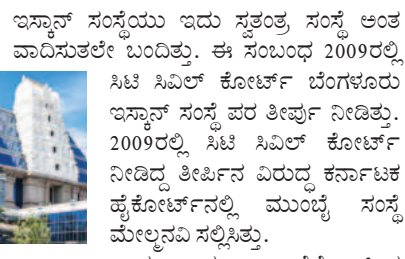 ಇಸ್ಕಾನ್ ಸಂಸ್ಥೆಯು ಇದು ಸ್ವತಂತ್ರ ಸಂಸ್ಥೆ ಅಂತ
ವಾದಿಸುತಲೇ ಬಂದಿತ್ತು. ಈ ಸಂಬಂಧ 2009ರಲ್ಲಿ
ಸಿಟಿ ಸಿವಿಲ್ ಕೋರ್ಟ್ ಬೆಂಗಳೂರು
ಇಸ್ಕಾನ್ ಸಂಸ್ಥೆ ಪರ ತೀರ್ಪು ನೀಡಿತ್ತು.
2009ರಲ್ಲಿ ಸಿಟಿ ಸಿವಿಲ್ ಕೋರ್ಟ್
ನೀಡಿದ್ದ ತೀರ್ಪಿನ ವಿರುದ್ಧ ಕರ್ನಾಟಕ
ಹೈಕೋರ್ಟ್‌ನಲ್ಲಿ ಮುಂಬೈ ಸಂಸ್ಥೆ
ಮೇಲ್ಮನವಿ ಸಲ್ಲಿಸಿತ್ತು.